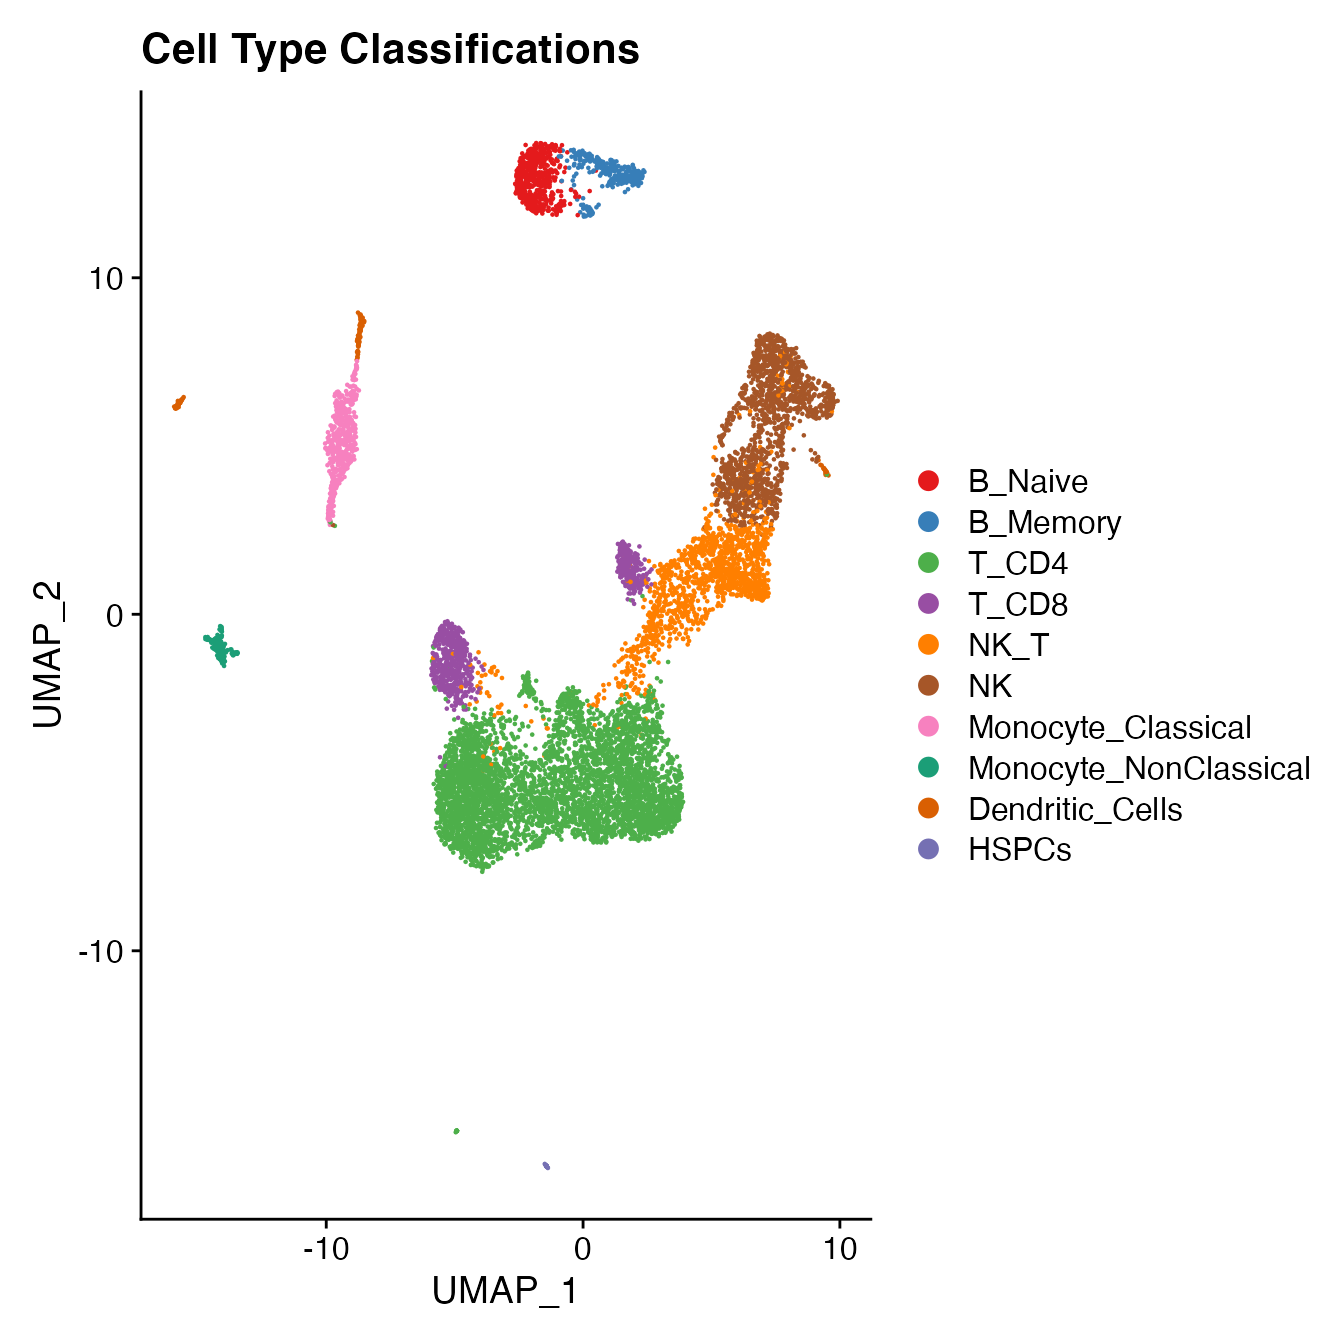 Cell Type Classifications
10
0
-10
UMAP_2
-10
0
10
UMAP_1
B_Naive
B_Memory
T_CD4
T_CD8
NK_T
NK
Monocyte_Classical
Monocyte_NonClassical
Dendritic_Cells
HSPCs